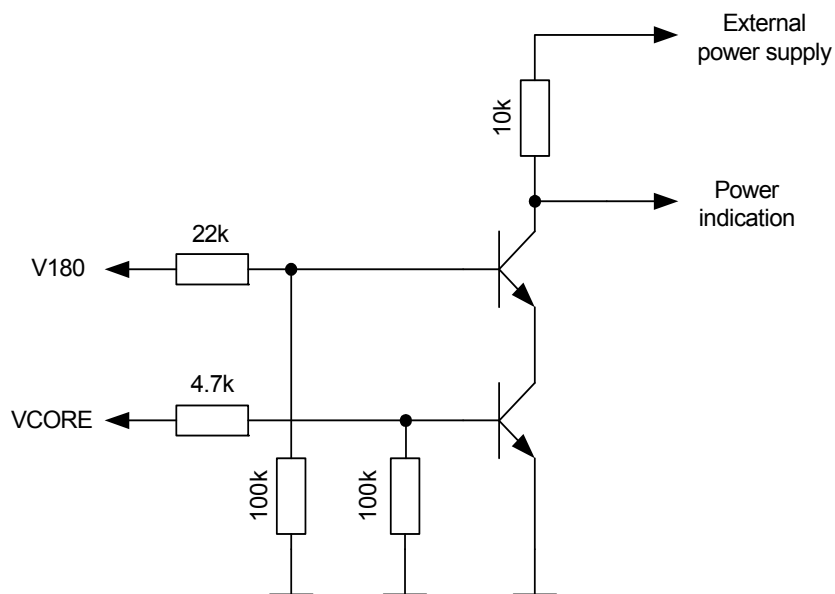 External
power supply
10k
Power
indication
22k
V180
4.7k
VCORE
100k
100k